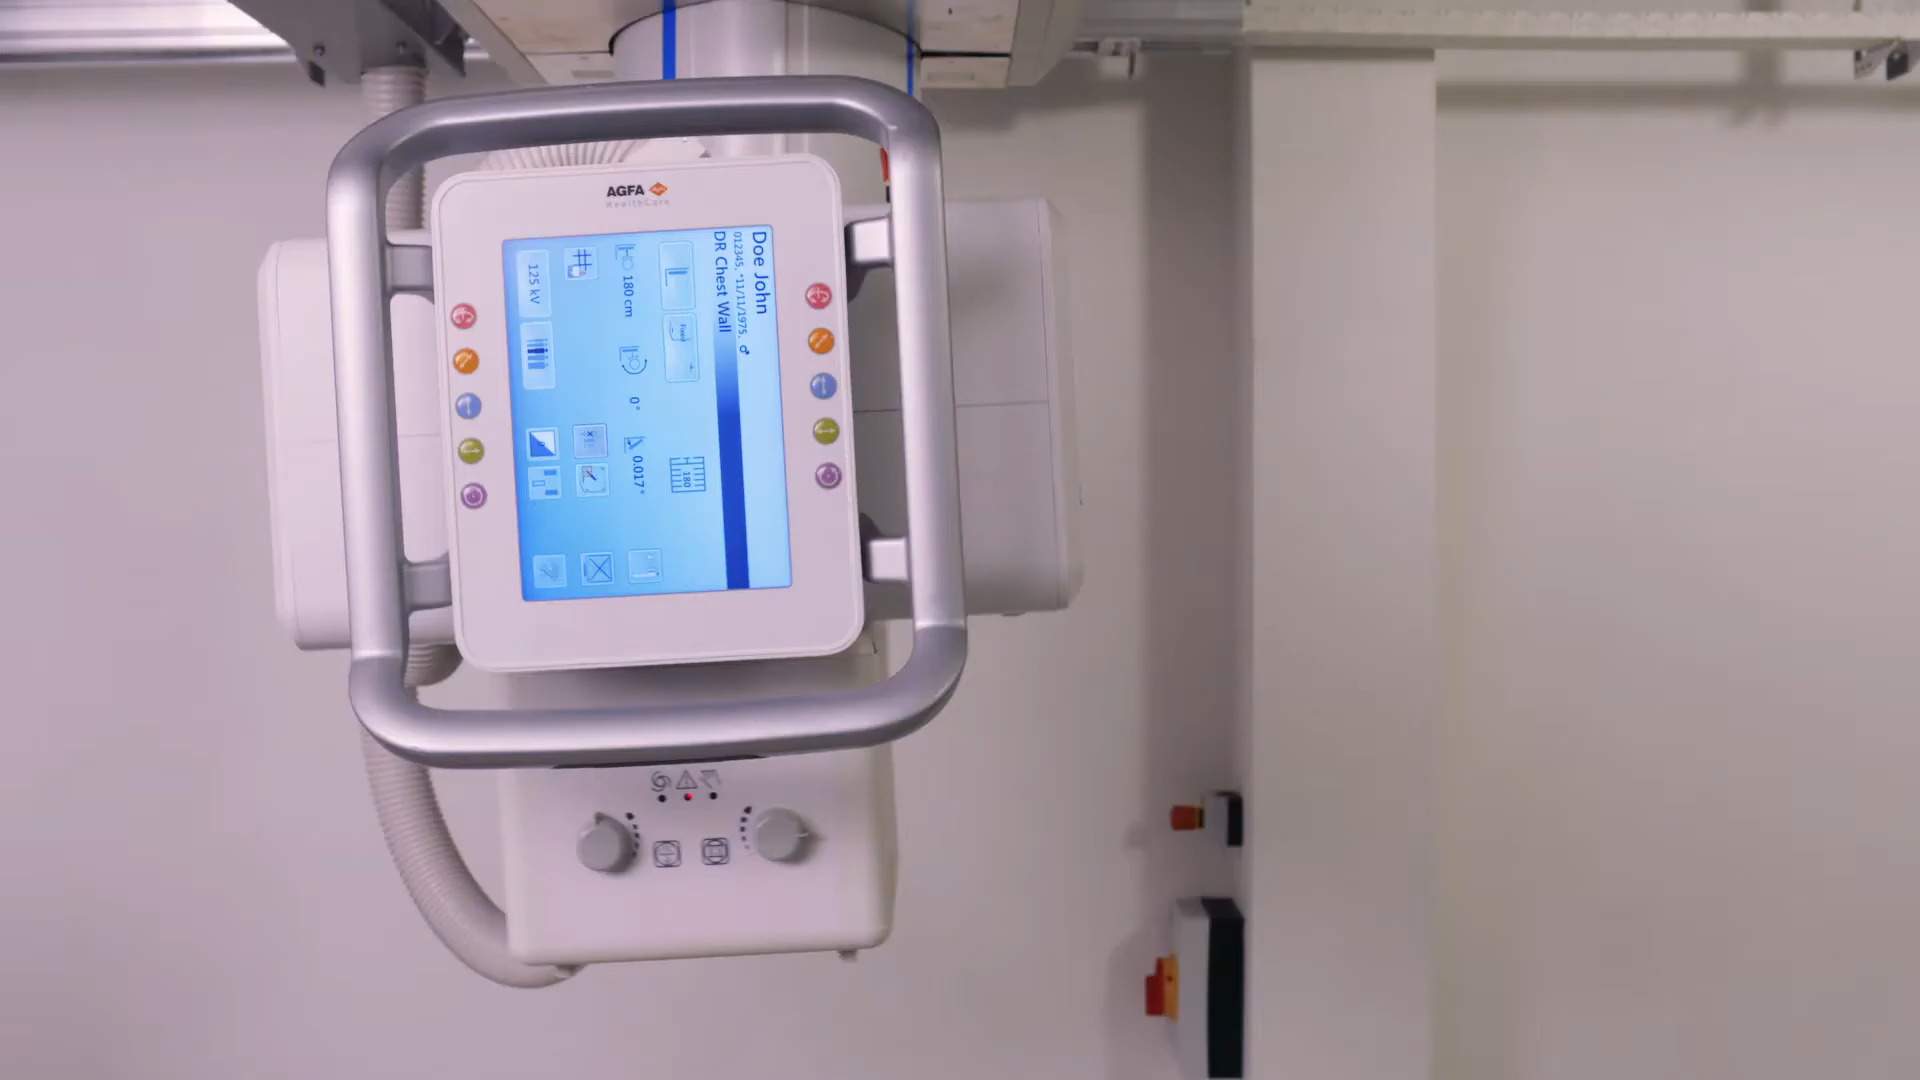 AGFA
HealthCare
Doe John
012345, *11/11/1975, ♂
DR Chest Wall
Fixed
180
180 cm
0°
0.017°
125 kV